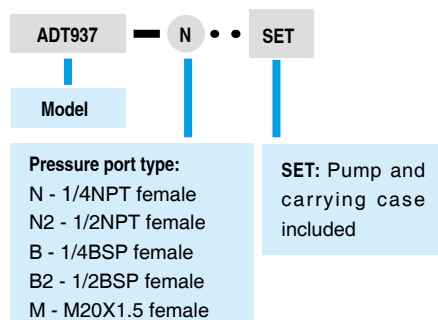 ADT937 — N • • SET
Model
Pressure port type:
N - 1/4NPT female
N2 - 1/2NPT female
B - 1/4BSP female
B2 - 1/2BSP female
M - M20X1.5 female
SET: Pump and
carrying case
included